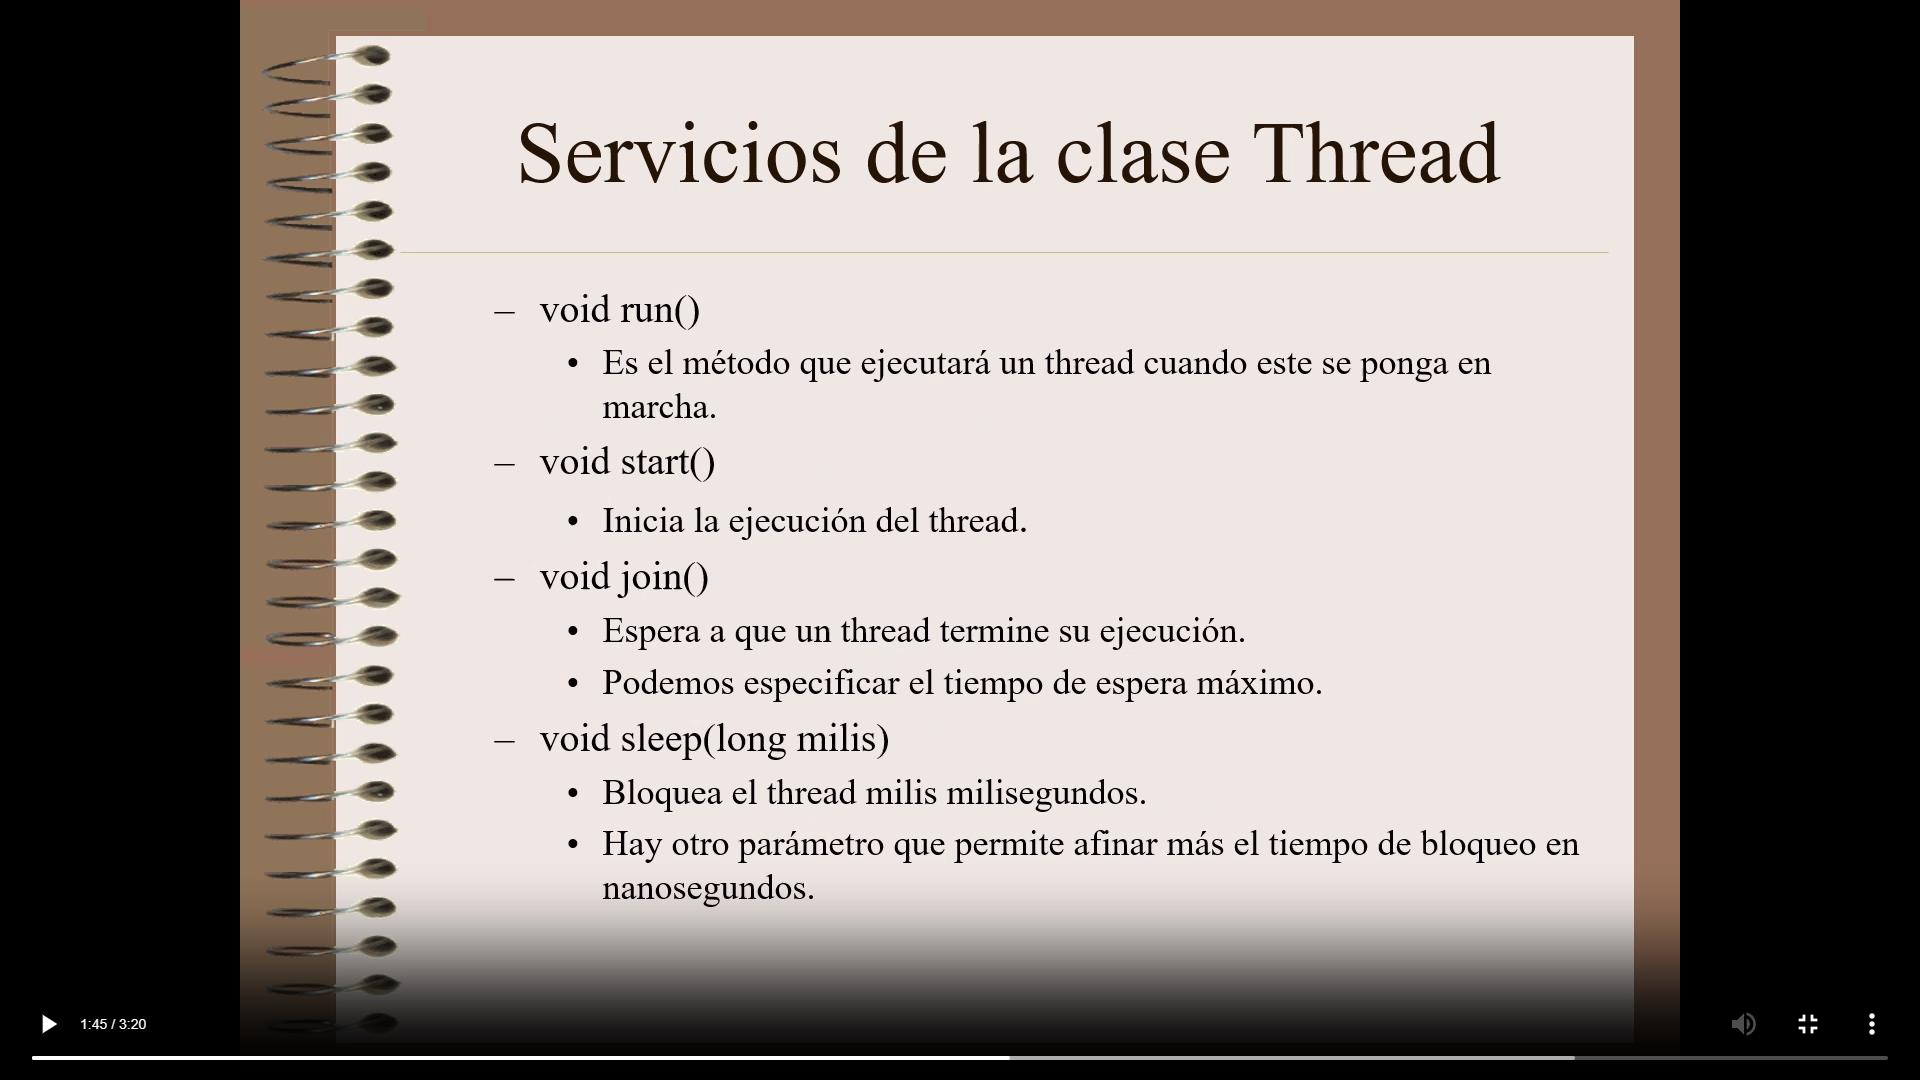 Servicios de la clase Thread
– void run()
• Es el método que ejecutará un thread cuando este se ponga en
marcha.
– void start()
• Inicia la ejecución del thread.
– void join()
• Espera a que un thread termine su ejecución.
• Podemos especificar el tiempo de espera máximo.
– void sleep(long milis)
• Bloquea el thread milis milisegundos.
• Hay otro parámetro que permite afinar más el tiempo de bloqueo en
nanosegundos.
1:45 / 3:20